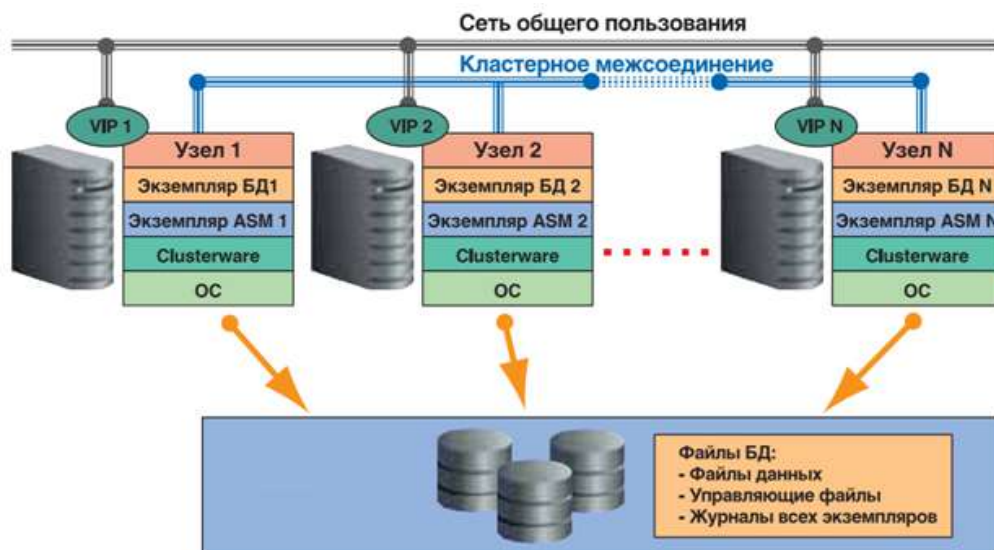 Сеть общего пользования
Кластерное межсоединение
VIP 1
VIP 2
VIP N
Узел 1
Узел 2
Узел N
Экземпляр БД1
Экземпляр БД 2
Экземпляр БД N
Экземпляр ASM 1
Экземпляр ASM 2
Экземпляр ASM N
Clusterware
Clusterware
Clusterware
ОС
ОС
ОС
Файлы БД:
- Файлы данных
- Управляющие файлы
- Журналы всех экземпляров